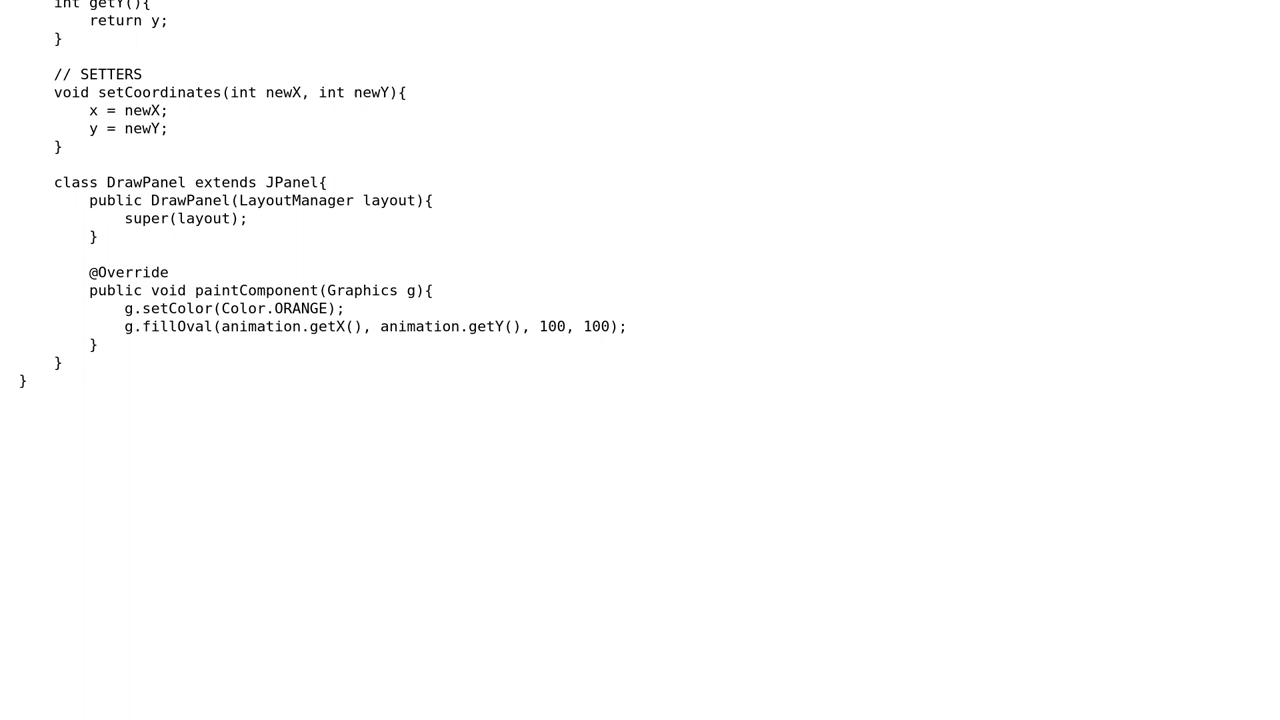 int getY(){
        return y;
    }

    // SETTERS
    void setCoordinates(int newX, int newY){
        x = newX;
        y = newY;
    }

    class DrawPanel extends JPanel{
        public DrawPanel(LayoutManager layout){
            super(layout);
        }

        @Override
        public void paintComponent(Graphics g){
            g.setColor(Color.ORANGE);
            g.fillOval(animation.getX(), animation.getY(), 100, 100);
        }
    }
}